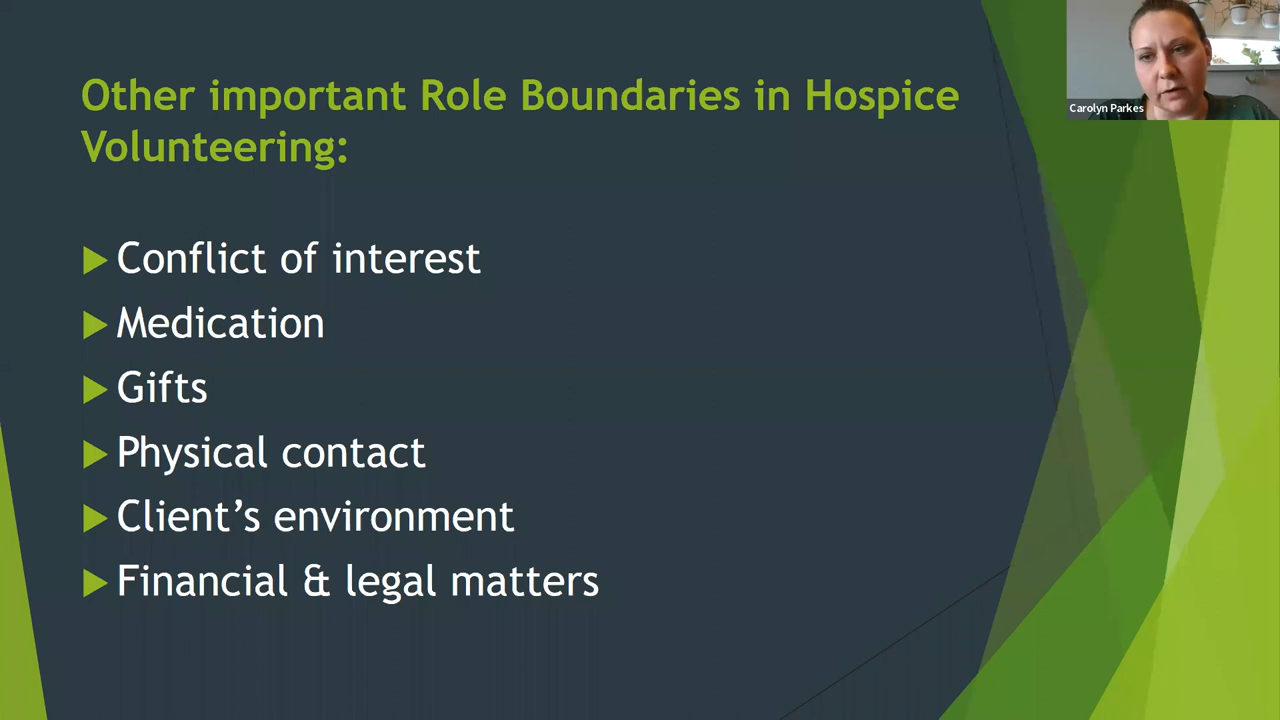 Other important Role Boundaries in Hospice
Volunteering:
Conflict of interest
Medication
Gifts
Physical contact
Client's environment
Financial & legal matters
Carolyn Parkes